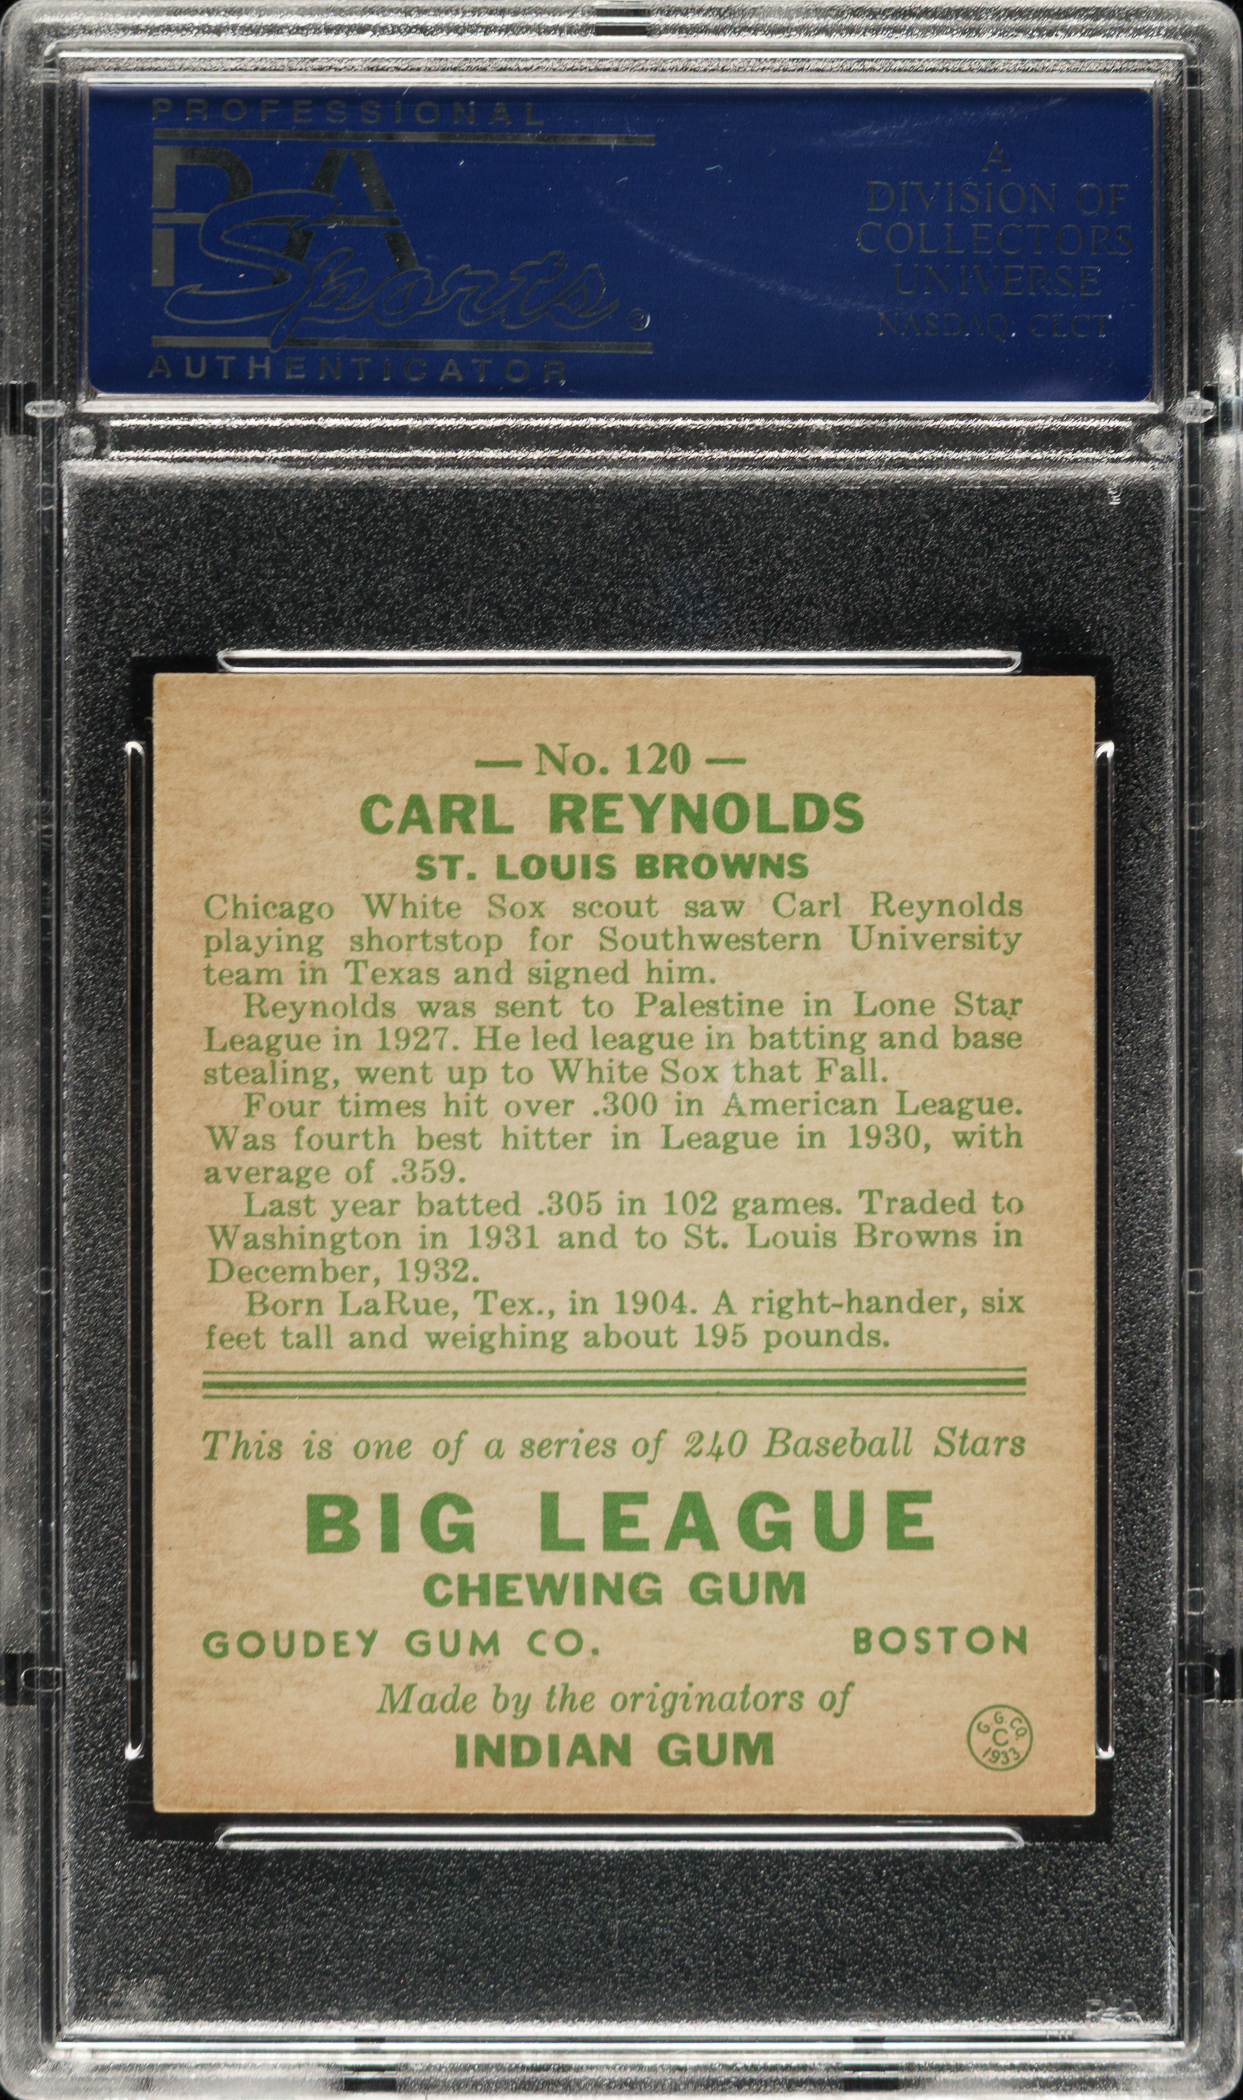 PROFESSIONAL
PSA
Sports®
AUTHENTICATOR
A
DIVISION OF
COLLECTORS
UNIVERSE
NASDAQ: CLCT
— No. 120 —
CARL REYNOLDS
ST. LOUIS BROWNS
Chicago White Sox scout saw Carl Reynolds
playing shortstop for Southwestern University
team in Texas and signed him.
Reynolds was sent to Palestine in Lone Star
League in 1927. He led league in batting and base
stealing, went up to White Sox that Fall.
Four times hit over .300 in American League.
Was fourth best hitter in League in 1930, with
average of .359.
Last year batted .305 in 102 games. Traded to
Washington in 1931 and to St. Louis Browns in
December, 1932.
Born LaRue, Tex., in 1904. A right-hander, six
feet tall and weighing about 195 pounds.
This is one of a series of 240 Baseball Stars
BIG LEAGUE
CHEWING GUM
GOUDEY GUM CO. BOSTON
Made by the originators of
INDIAN GUM
G. G. CO.
C
1933
PSA